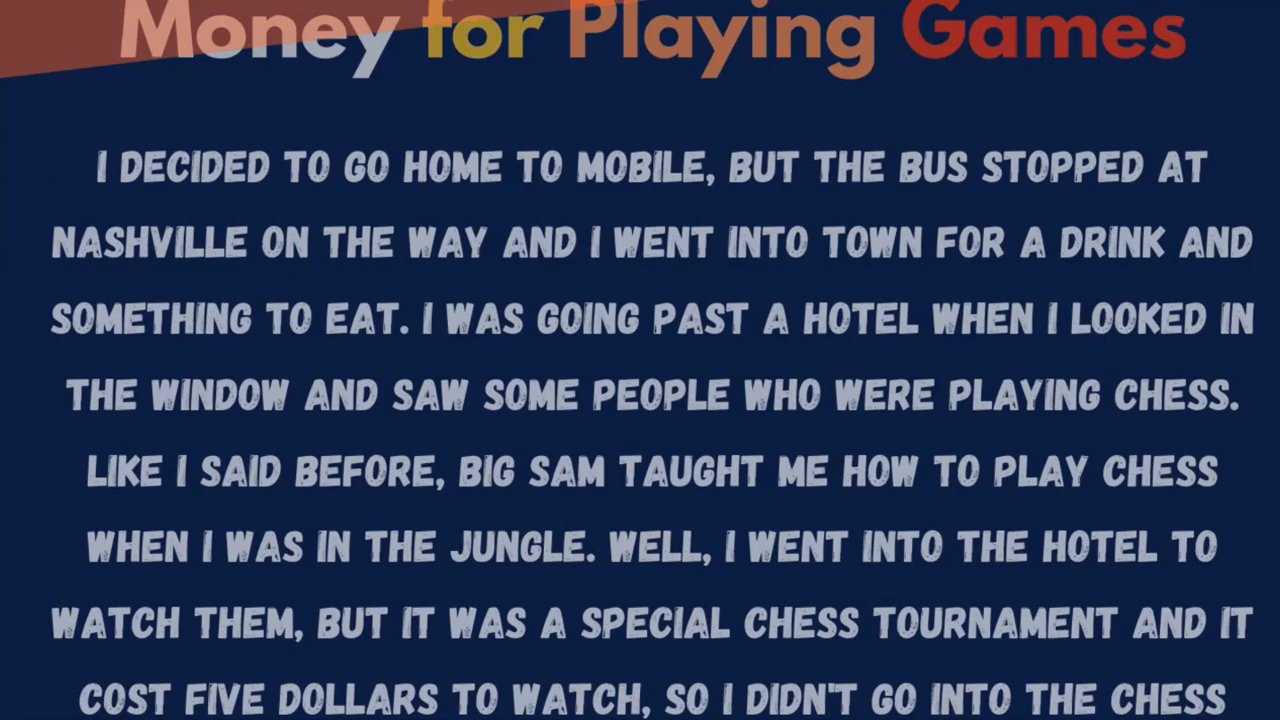 Money for Playing Games
I DECIDED TO GO HOME TO MOBILE, BUT THE BUS STOPPED AT
NASHVILLE ON THE WAY AND I WENT INTO TOWN FOR A DRINK AND
SOMETHING TO EAT. I WAS GOING PAST A HOTEL WHEN I LOOKED IN
THE WINDOW AND SAW SOME PEOPLE WHO WERE PLAYING CHESS.
LIKE I SAID BEFORE, BIG SAM TAUGHT ME HOW TO PLAY CHESS
WHEN I WAS IN THE JUNGLE. WELL, I WENT INTO THE HOTEL TO
WATCH THEM, BUT IT WAS A SPECIAL CHESS TOURNAMENT AND IT
COST FIVE DOLLARS TO WATCH, SO I DIDN'T GO INTO THE CHESS